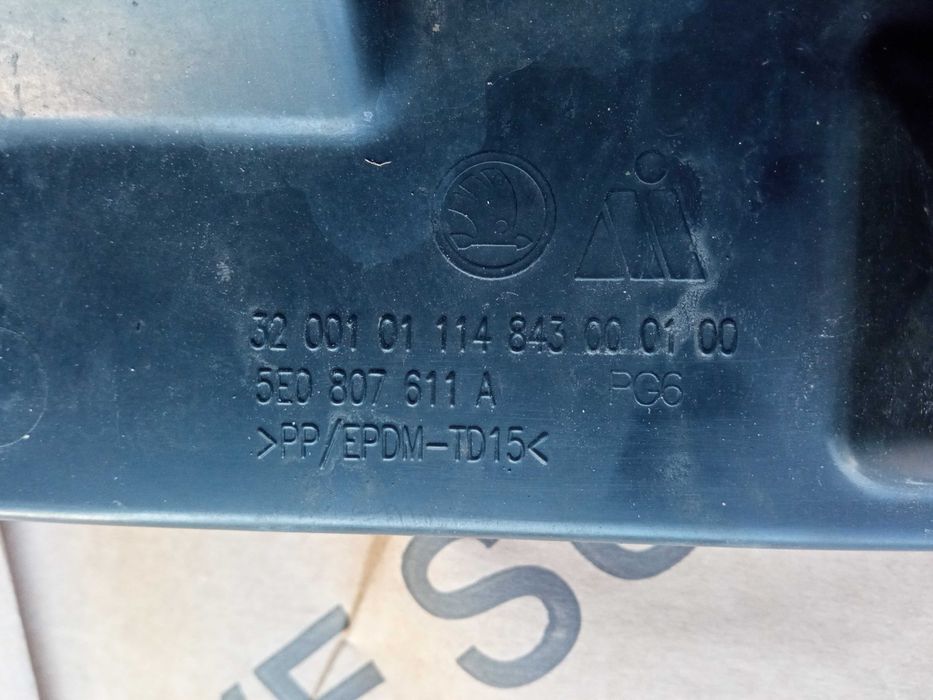 32 001 01 114 843 00 01 00
5E0 807 611 A PG6
>PP/EPDM-TD15<